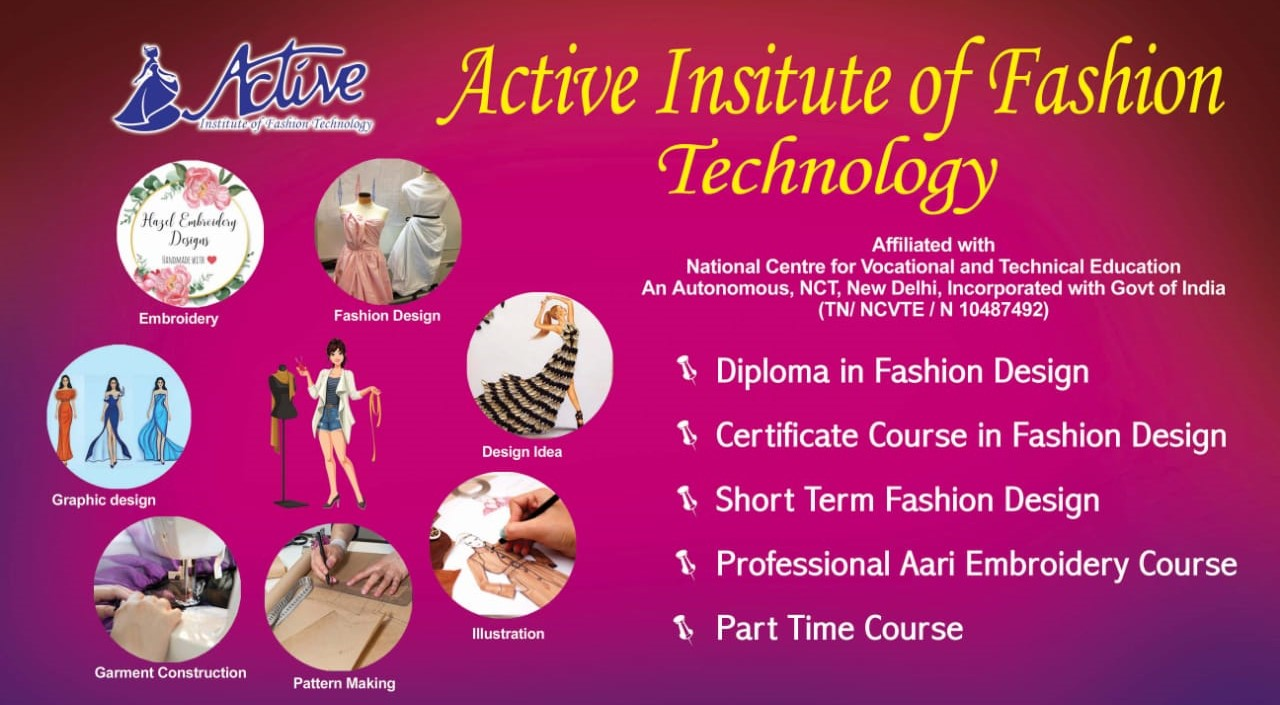 Active
Institute of Fashion Technology
Active Insitute of Fashion
Technology
Hazel Embroidery
Designs
HANDMADE WITH
Embroidery
Fashion Design
Affiliated with
National Centre for Vocational and Technical Education
An Autonomous, NCT, New Delhi, Incorporated with Govt of India
(TN/ NCVTE / N 10487492)
Design Idea
Graphic design
Illustration
Garment Construction
Pattern Making
Diploma in Fashion Design
Certificate Course in Fashion Design
Short Term Fashion Design
Professional Aari Embroidery Course
Part Time Course